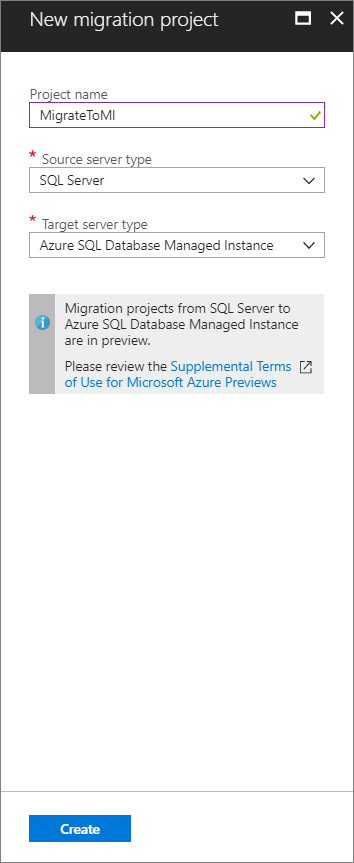 New migration project
Project name
MigrateToMI
* Source server type
SQL Server
* Target server type
Azure SQL Database Managed Instance
Migration projects from SQL Server to
Azure SQL Database Managed Instance
are in preview.
Please review the Supplemental Terms
of Use for Microsoft Azure Previews
Create